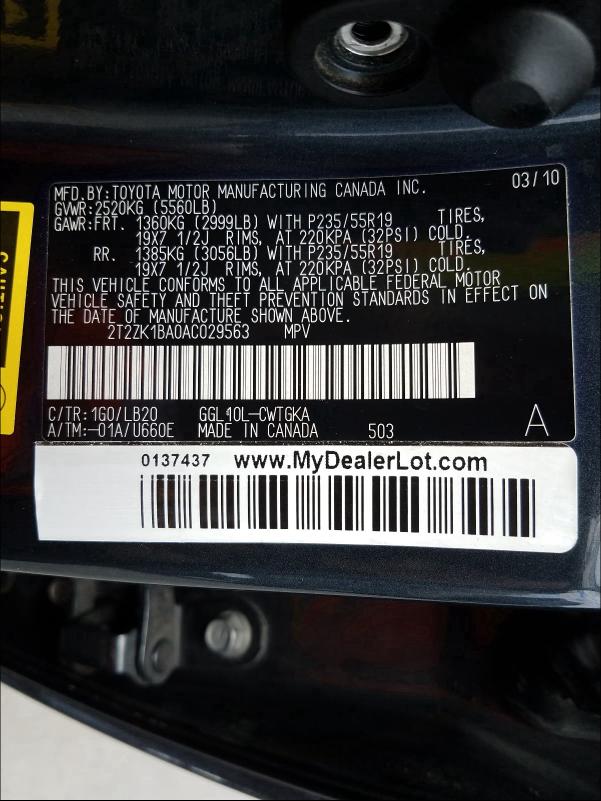 MFD.BY:TOYOTA MOTOR MANUFACTURING CANADA INC. 03/10
GVWR:2520KG (5560LB)
GAWR:FRT. 1360KG (2999LB) WITH P235/55R19 TIRES,
19X7 1/2J RIMS, AT 220KPA (32PSI) COLD.
RR. 1385KG (3056LB) WITH P235/55R19 TIRES,
19X7 1/2J RIMS, AT 220KPA (32PSI) COLD.
THIS VEHICLE CONFORMS TO ALL APPLICABLE FEDERAL MOTOR
VEHICLE SAFETY AND THEFT PREVENTION STANDARDS IN EFFECT ON
THE DATE OF MANUFACTURE SHOWN ABOVE.
2T2ZK1BA0AC029563 MPV
C/TR:1G0/LB20 GGL10L-CWTGKA
A/TM:-01A/U660E MADE IN CANADA 503 A
0137437 www.MyDealerLot.com